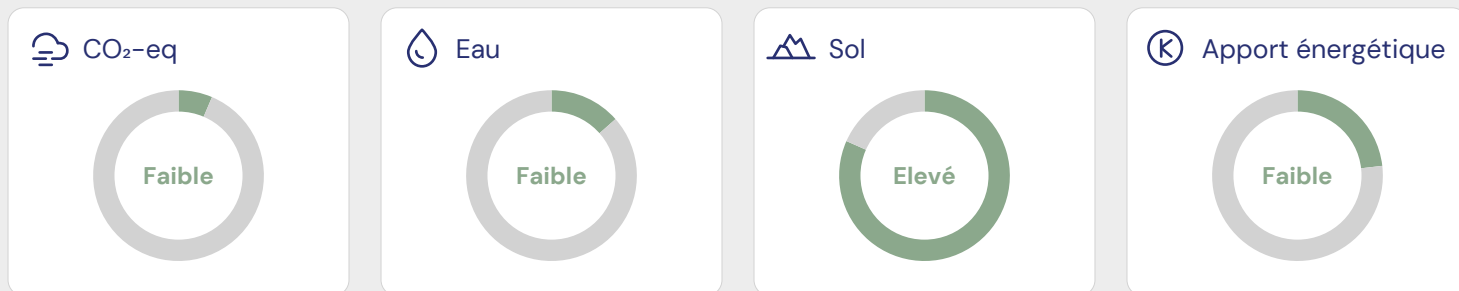 CO₂-eq
Faible
Eau
Faible
Sol
Elevé
K Apport énergétique
Faible